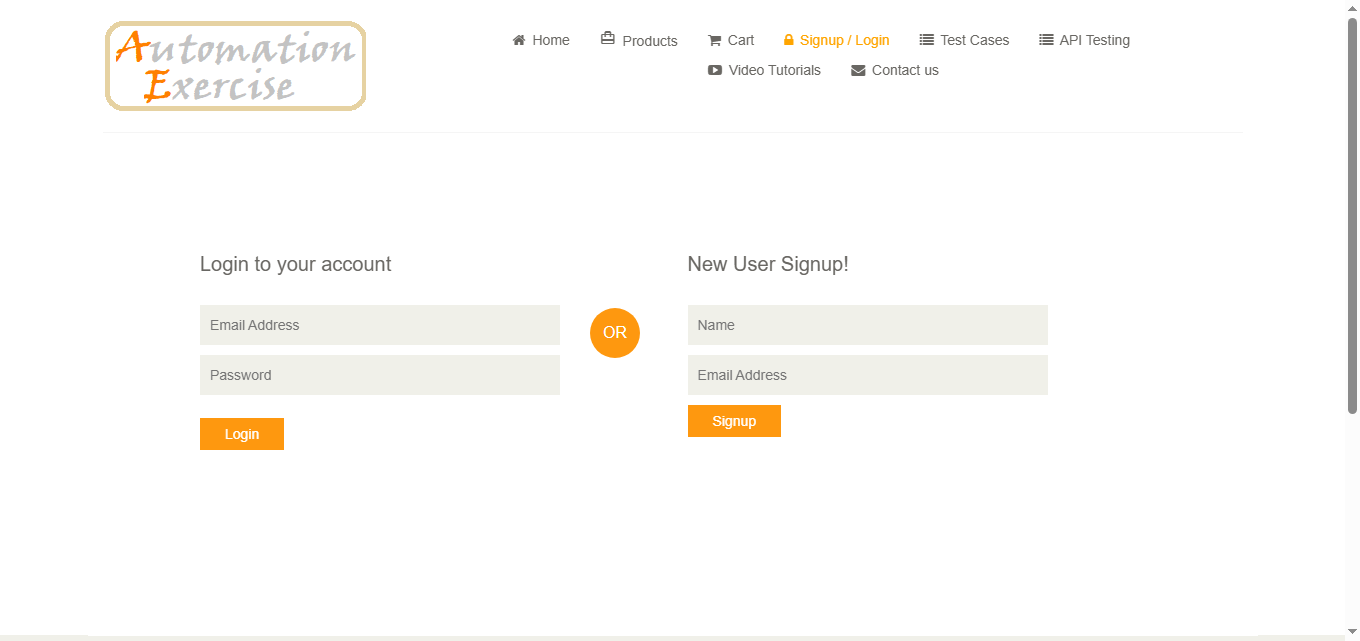 Automation
Exercise
Home Products Cart Signup / Login Test Cases API Testing
Video Tutorials Contact us
Login to your account
Email Address
Password
Login
OR
New User Signup!
Name
Email Address
Signup